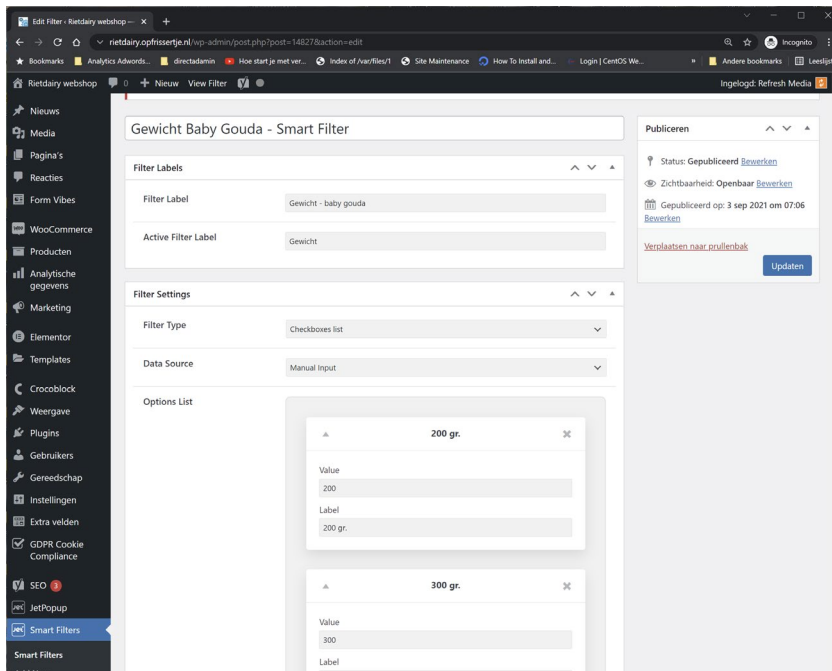 Edit Filter ‹ Rietdairy webshop —
rietdairy.opfrissertje.nl/wp-admin/post.php?post=14827&action=edit
Incognito
Bookmarks
Analytics Adwords...
directadamin
Hoe start je met ver...
Index of /var/files/1
Site Maintenance
How To Install and...
Login | CentOS We...
»
Andere bookmarks
Leeslijst
Rietdairy webshop
0
Nieuw
View Filter
Ingelogd: Refresh Media
Nieuws
Media
Pagina's
Reacties
Form Vibes
WooCommerce
Producten
Analytische
gegevens
Marketing
Elementor
Templates
Crocoblock
Weergave
Plugins
Gebruikers
Gereedschap
Instellingen
Extra velden
GDPR Cookie
Compliance
SEO 3
JetPopup
Smart Filters
Smart Filters
Gewicht Baby Gouda - Smart Filter
Filter Labels
Filter Label
Gewicht - baby gouda
Active Filter Label
Gewicht
Filter Settings
Filter Type
Checkboxes list
Data Source
Manual Input
Options List
200 gr.
Value
200
Label
200 gr.
300 gr.
Value
300
Label
Publiceren
Status: Gepubliceerd Bewerken
Zichtbaarheid: Openbaar Bewerken
Gepubliceerd op: 3 sep 2021 om 07:06
Bewerken
Verplaatsen naar prullenbak
Updaten